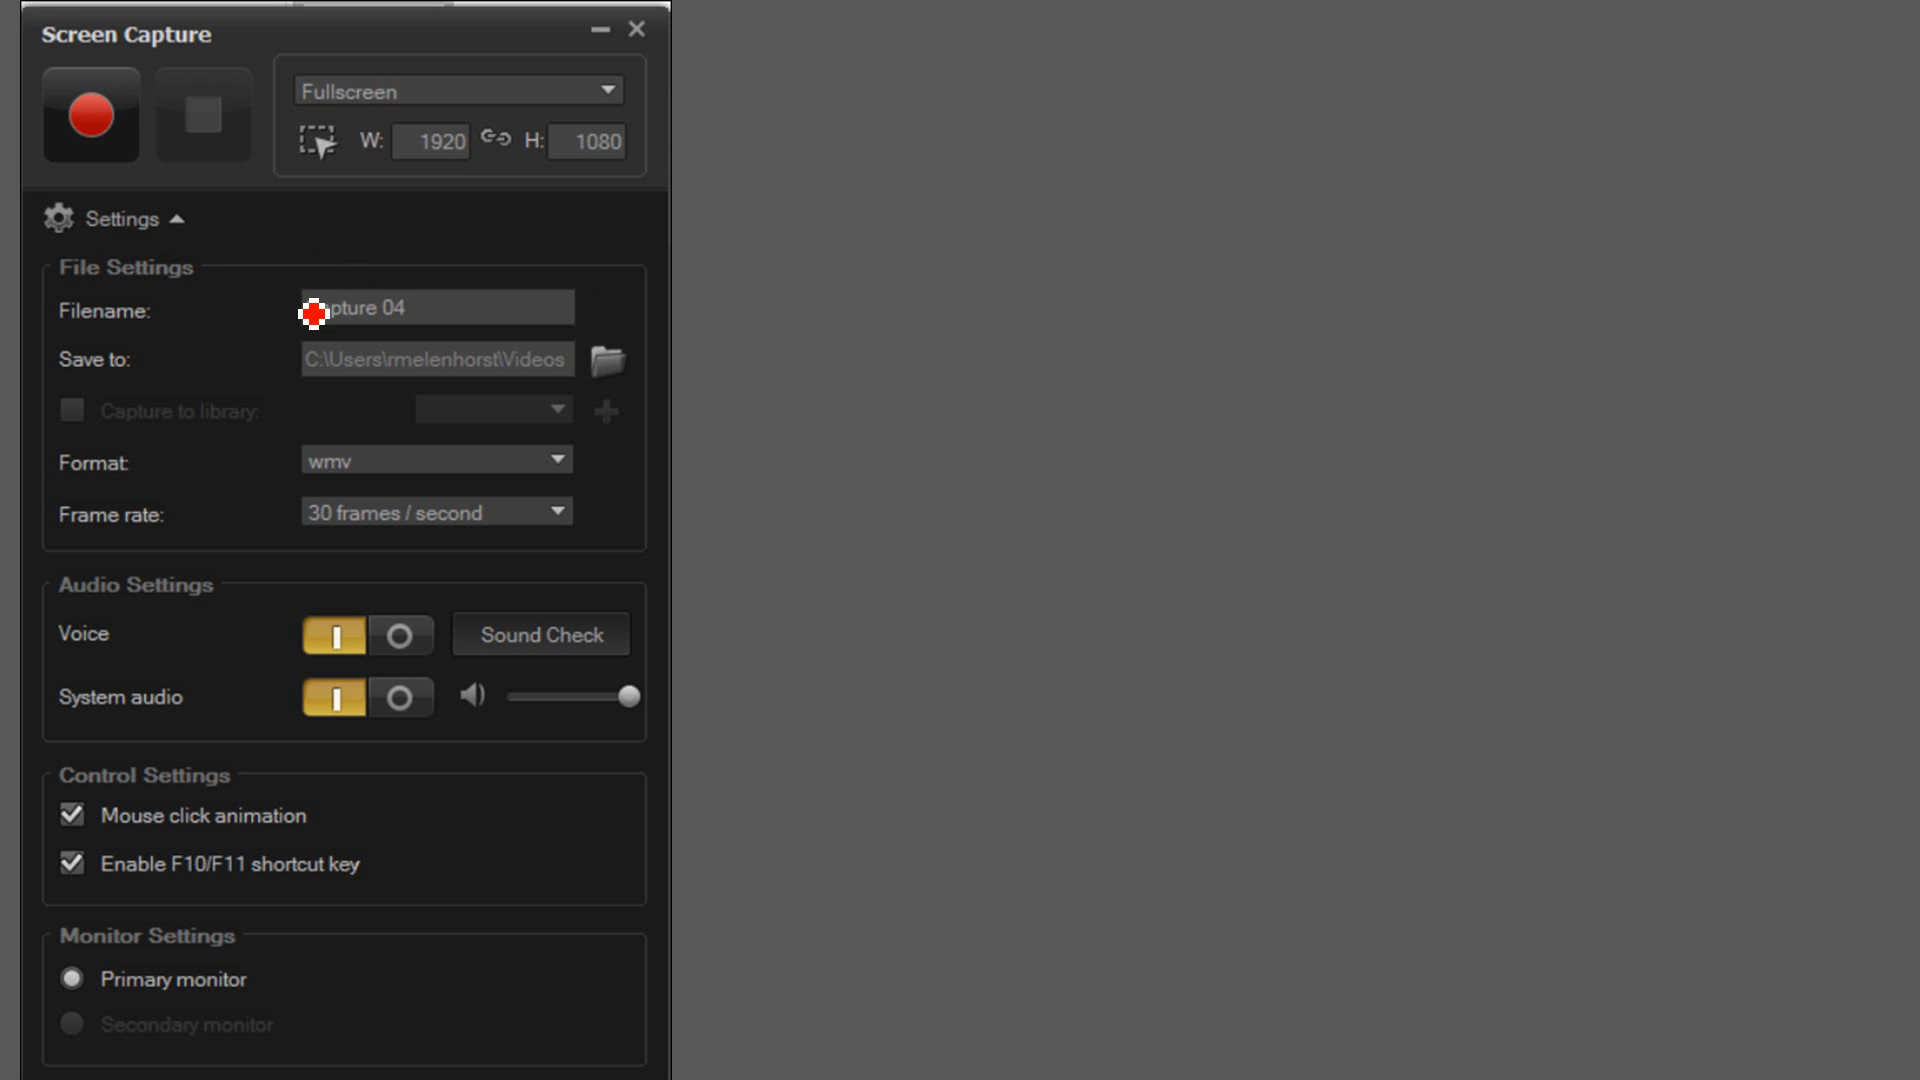 Screen Capture
Fullscreen
W: 1920 H: 1080
Settings
File Settings
Filename: pture 04
Save to: C:\Users\rmelenhorst\Videos
Capture to library:
Format: wmv
Frame rate: 30 frames / second
Audio Settings
Voice Sound Check
System audio
Control Settings
Mouse click animation
Enable F10/F11 shortcut key
Monitor Settings
Primary monitor
Secondary monitor